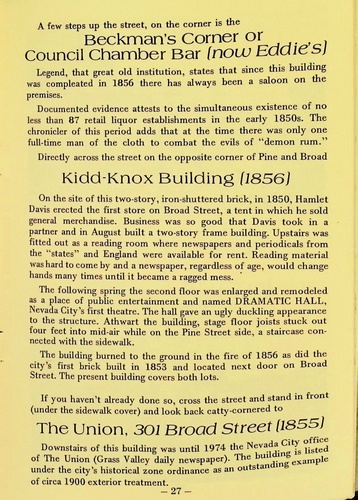 A few steps up the street, on the corner is the
Beckman's Corner or
Council Chamber Bar (now Eddie's)
Legend, that great old institution, states that since this building
was compleated in 1856 there has always been a saloon on the
premises.
Documented evidence attests to the simultaneous existence of no
less than 87 retail liquor establishments in the early 1850s. The
chronicler of this period adds that at the time there was only one
full-time man of the cloth to combat the evils of "demon rum."
Directly across the street on the opposite corner of Pine and Broad
Kidd-Knox Building (1856)
On the site of this two-story, iron-shuttered brick, in 1850, Hamlet
Davis erected the first store on Broad Street, a tent in which he sold
general merchandise. Business was so good that Davis took in a
partner and in August built a two-story frame building. Upstairs was
fitted out as a reading room where newspapers and periodicals from
the "states" and England were available for rent. Reading material
was hard to come by and a newspaper, regardless of age, would change
hands many times until it became a ragged mess.
The following spring the second floor was enlarged and remodeled
as a place of public entertainment and named DRAMATIC HALL,
Nevada City's first theatre. The hall gave an ugly duckling appearance
to the structure. Athwart the building, stage floor joists stuck out
four feet into mid-air while on the Pine Street side, a staircase con-
nected with the sidewalk.
The building burned to the ground in the fire of 1856 as did the
city's first brick built in 1853 and located next door on Broad
Street. The present building covers both lots.
If you haven't already done so, cross the street and stand in front
(under the sidewalk cover) and look back catty-cornered to
The Union, 301 Broad Street (1855)
Downstairs of this building was until 1974 the Nevada City office
of The Union (Grass Valley daily newspaper). The building is listed
under the city's historical zone ordinance as an outstanding example
of circa 1900 exterior treatment.
– 27 –